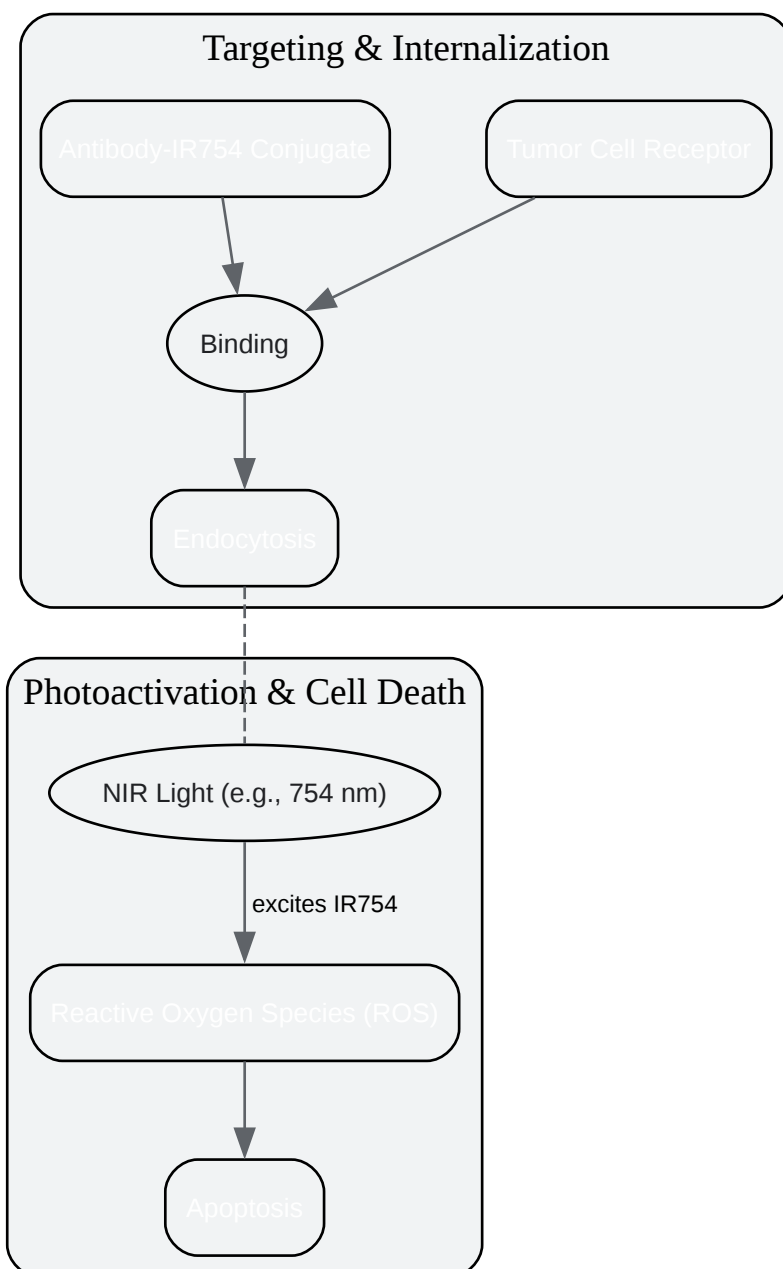 Targeting & Internalization
Antibody-IR754 Conjugate
Tumor Cell Receptor
Binding
Endocytosis
Photoactivation & Cell Death
NIR Light (e.g., 754 nm)
excites IR754
Reactive Oxygen Species (ROS)
Apoptosis